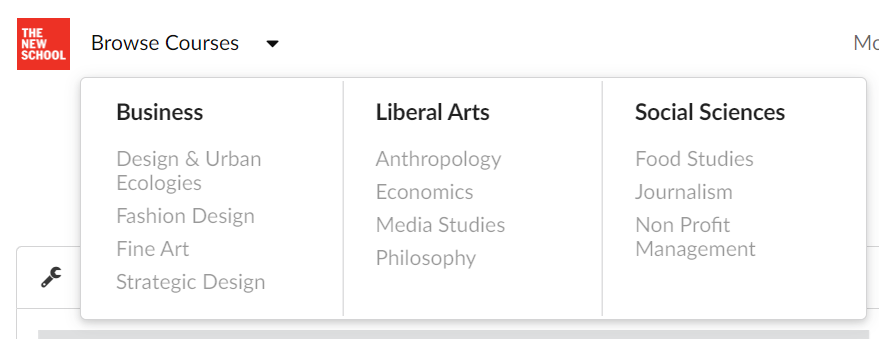 THE
NEW
SCHOOL
Browse Courses
Mo
Business
Design & Urban
Ecologies
Fashion Design
Fine Art
Strategic Design
Liberal Arts
Anthropology
Economics
Media Studies
Philosophy
Social Sciences
Food Studies
Journalism
Non Profit
Management